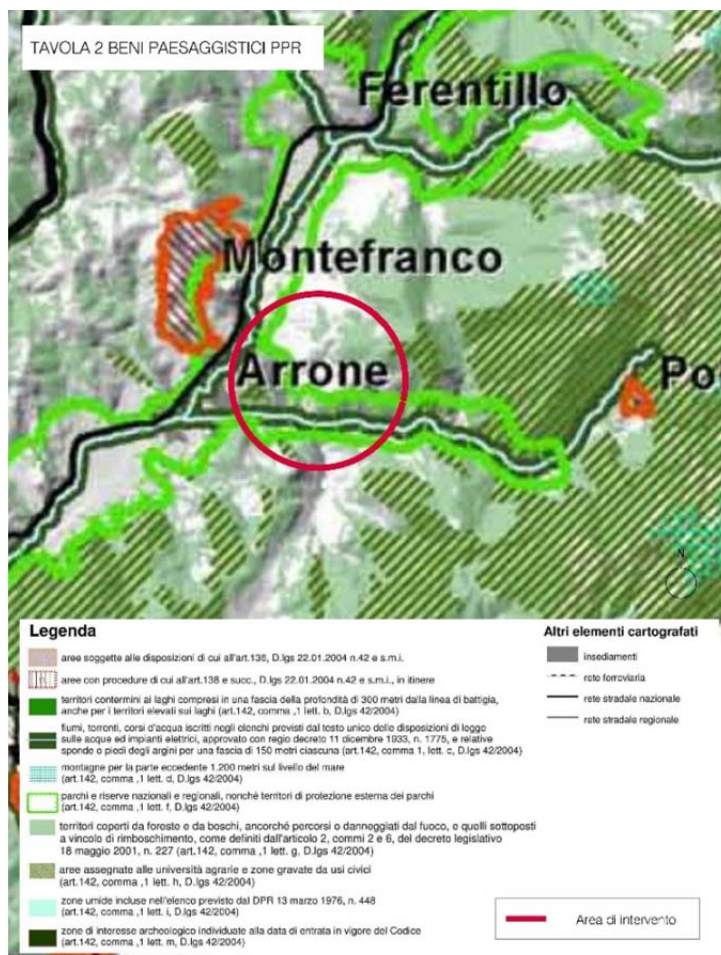 TAVOLA 2 BENI PAESAGGISTICI PPR
Ferentillo
Montefranco
Arrone
Po
N
Legenda
aree soggette alle disposizioni di cui all'art.136, D.lgs 22.01.2004 n.42 e s.m.i.
aree con procedure di cui all'art.138 e succ., D.lgs 22.01.2004 n.42 e s.m.i., in itinere
territori contermini ai laghi compresi in una fascia della profondità di 300 metri dalla linea di battigia,
anche per i territori elevati sui laghi (art.142, comma ,1 lett. b, D.lgs 42/2004)
fiumi, torrenti, corsi d'acqua iscritti negli elenchi previsti dal testo unico delle disposizioni di legge
sulle acque ed impianti elettrici, approvato con regio decreto 11 dicembre 1933, n. 1775, e relative
sponde o piedi degli argini per una fascia di 150 metri ciascuna (art.142, comma 1, lett. c, D.lgs 42/2004)
montagne per la parte eccedente 1.200 metri sul livello del mare
(art.142, comma ,1 lett. d, D.lgs 42/2004)
parchi e riserve nazionali e regionali, nonché territori di protezione esterna dei parchi
(art.142, comma ,1 lett. f, D.lgs 42/2004)
territori coperti da foreste e da boschi, ancorché percorsi o danneggiati dal fuoco, e quelli sottoposti
a vincolo di rimboschimento, come definiti dall'articolo 2, commi 2 e 6, del decreto legislativo
18 maggio 2001, n. 227 (art.142, comma ,1 lett. g, D.lgs 42/2004)
aree assegnate alle università agrarie e zone gravate da usi civici
(art.142, comma ,1 lett. h, D.lgs 42/2004)
zone umide incluse nell'elenco previsto dal DPR 13 marzo 1976, n. 448
(art.142, comma ,1 lett. i, D.lgs 42/2004)
zone di interesse archeologico individuate alla data di entrata in vigore del Codice
(art.142, comma ,1 lett. m, D.lgs 42/2004)
Altri elementi cartografati
insediamenti
rete ferroviaria
rete stradale nazionale
rete stradale regionale
Area di intervento